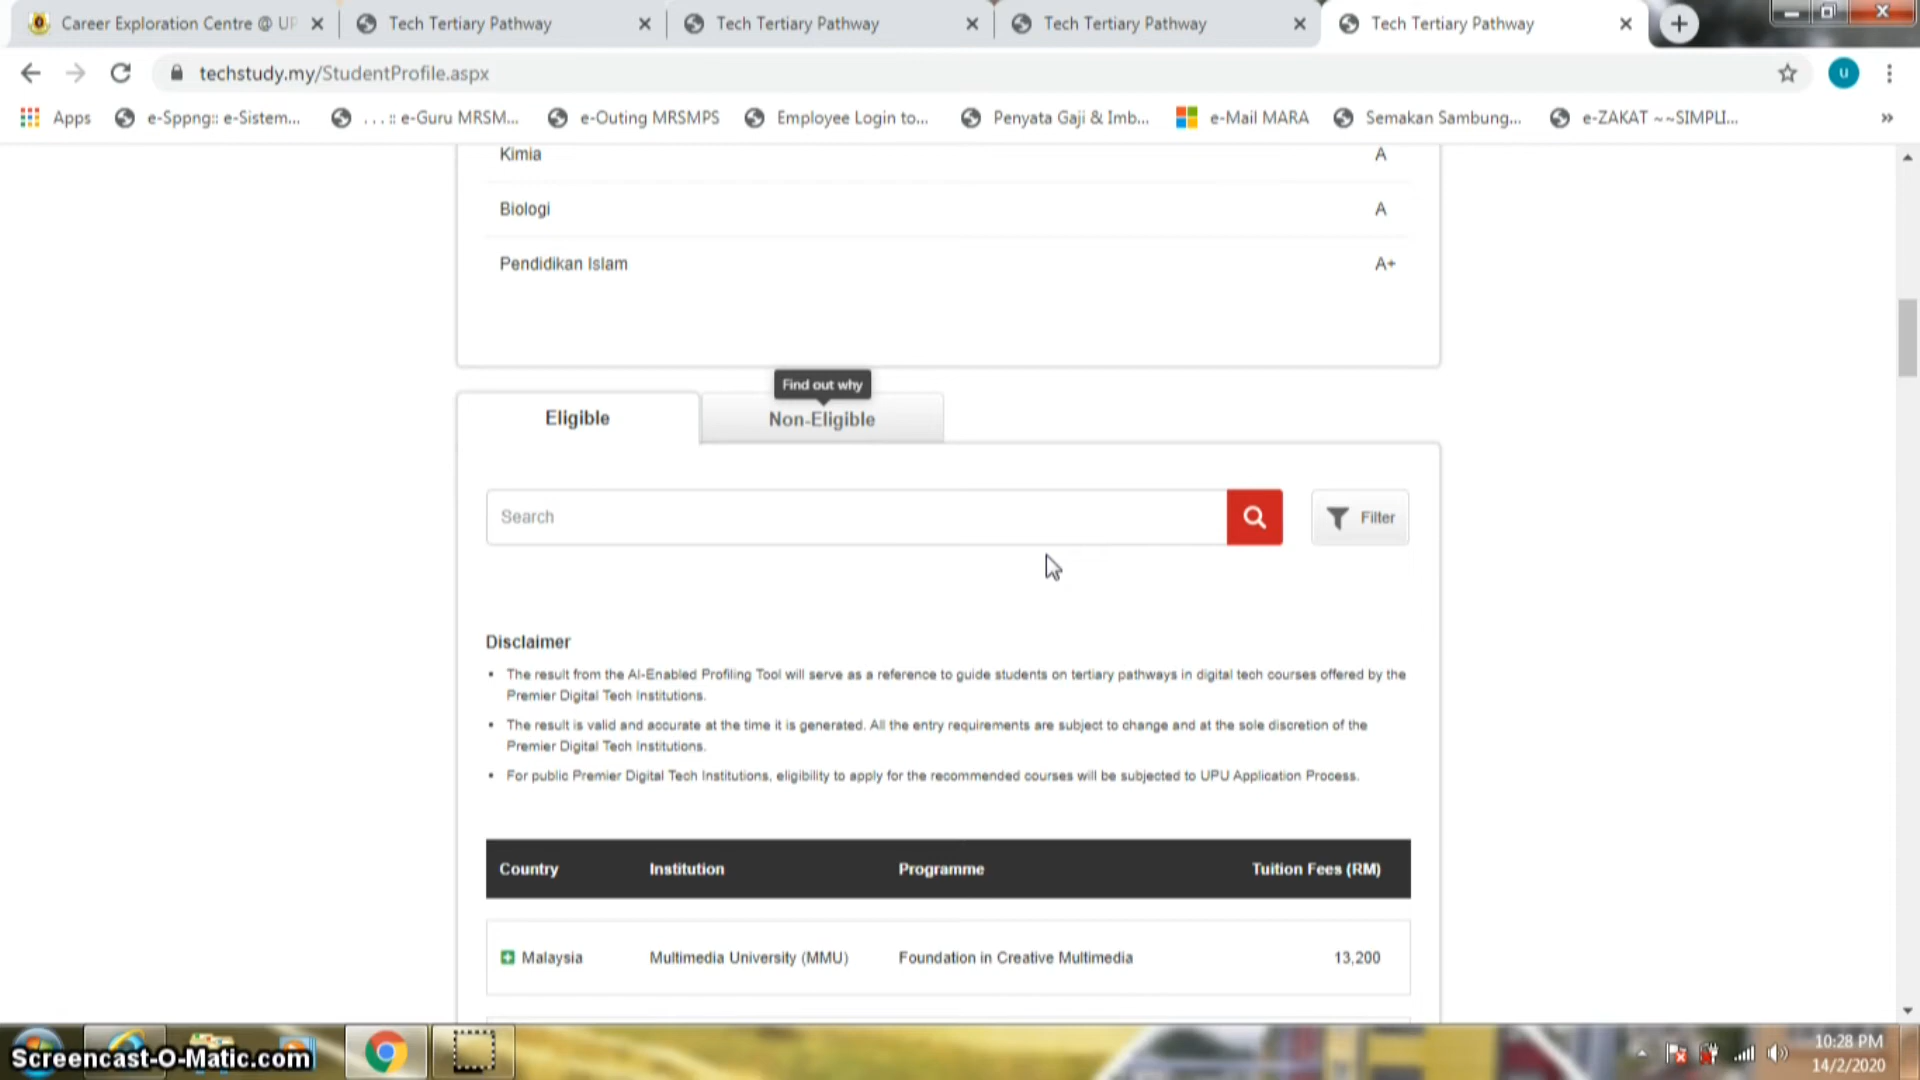 Career Exploration Centre @ UP
Tech Tertiary Pathway
Tech Tertiary Pathway
Tech Tertiary Pathway
Tech Tertiary Pathway
techstudy.my/StudentProfile.aspx
u
Apps
e-Sppng:: e-Sistem...
. . . :: e-Guru MRSM...
e-Outing MRSMPS
Employee Login to...
Penyata Gaji & Imb...
e-Mail MARA
Semakan Sambung...
e-ZAKAT ~~SIMPLI...
»
Kimia A
Biologi A
Pendidikan Islam A+
Find out why
Eligible
Non-Eligible
Search
Filter
Disclaimer
• The result from the AI-Enabled Profiling Tool will serve as a reference to guide students on tertiary pathways in digital tech courses offered by the
Premier Digital Tech Institutions.
• The result is valid and accurate at the time it is generated. All the entry requirements are subject to change and at the sole discretion of the
Premier Digital Tech Institutions.
• For public Premier Digital Tech Institutions, eligibility to apply for the recommended courses will be subjected to UPU Application Process.
Country Institution Programme Tuition Fees (RM)
Malaysia Multimedia University (MMU) Foundation in Creative Multimedia 13,200
Screencast-O-Matic.com
10:28 PM
14/2/2020